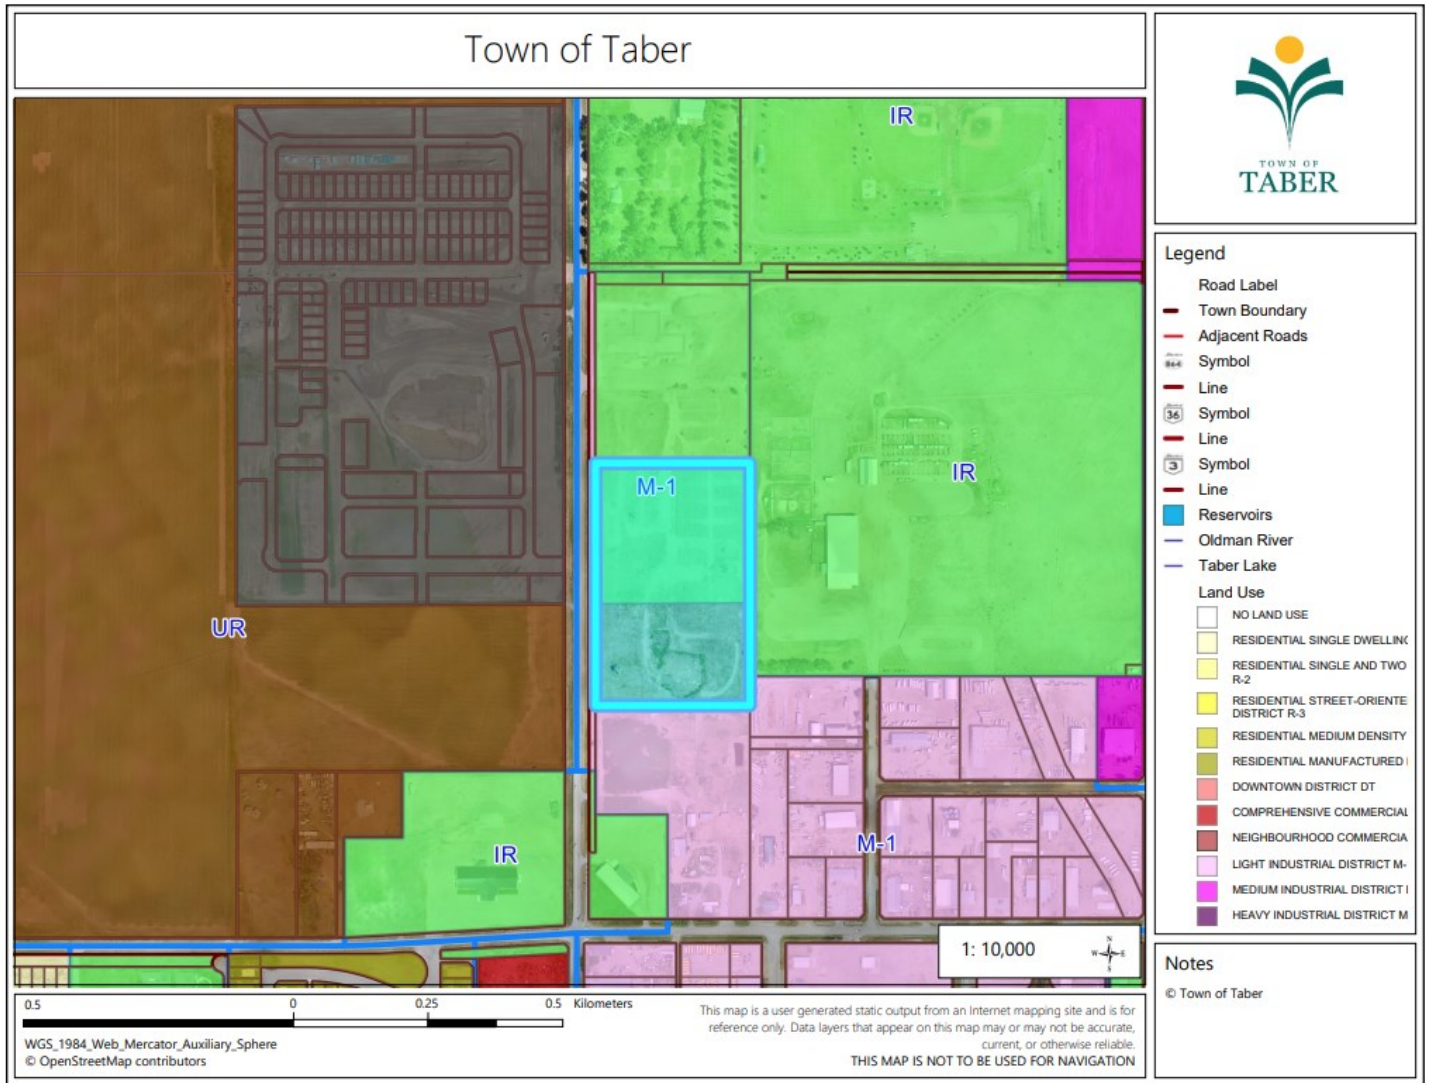 Town of Taber
TOWN OF
TABER
IR
M-1
IR
UR
IR
M-1
1: 10,000
N
W
E
S
Legend
Road Label
Town Boundary
Adjacent Roads
Symbol
Line
36
Symbol
Line
3
Symbol
Line
Reservoirs
Oldman River
Taber Lake
Land Use
NO LAND USE
RESIDENTIAL SINGLE DWELLING
RESIDENTIAL SINGLE AND TWO
R-2
RESIDENTIAL STREET-ORIENTE
DISTRICT R-3
RESIDENTIAL MEDIUM DENSITY
RESIDENTIAL MANUFACTURED
DOWNTOWN DISTRICT DT
COMPREHENSIVE COMMERCIAL
NEIGHBOURHOOD COMMERCIA
LIGHT INDUSTRIAL DISTRICT M-
MEDIUM INDUSTRIAL DISTRICT
HEAVY INDUSTRIAL DISTRICT M
Notes
© Town of Taber
0.5 0 0.25 0.5 Kilometers
WGS_1984_Web_Mercator_Auxiliary_Sphere
© OpenStreetMap contributors
This map is a user generated static output from an Internet mapping site and is for
reference only. Data layers that appear on this map may or may not be accurate,
current, or otherwise reliable.
THIS MAP IS NOT TO BE USED FOR NAVIGATION